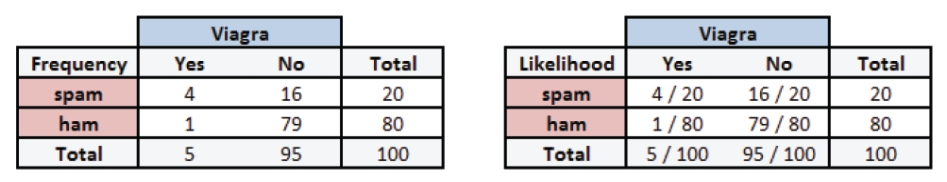 Viagra
Frequency Yes No Total
spam 4 16 20
ham 1 79 80
Total 5 95 100
Viagra
Likelihood Yes No Total
spam 4 / 20 16 / 20 20
ham 1 / 80 79 / 80 80
Total 5 / 100 95 / 100 100